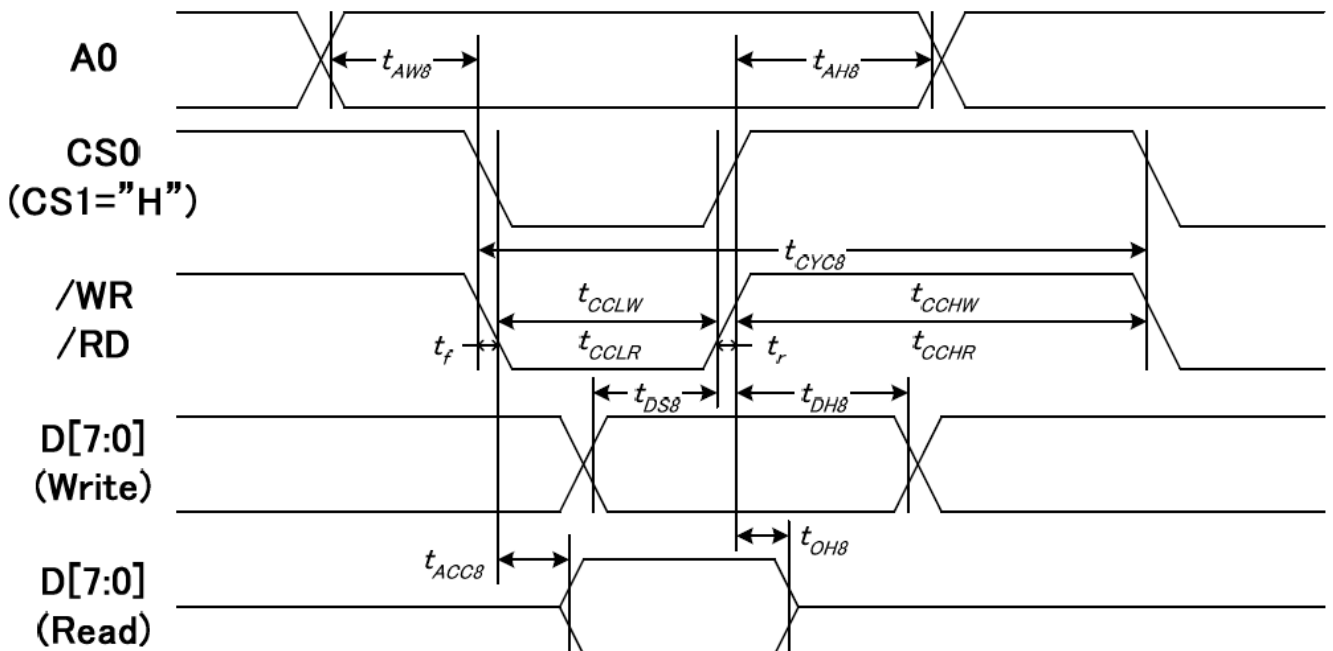 A0
t_AW8
t_AH8
CS0
(CS1="H")
t_CYC8
/WR
/RD
t_CCLW
t_CCHW
t_f
t_CCLR
t_r
t_CCHR
t_DS8
t_DH8
D[7:0]
(Write)
t_ACC8
t_OH8
D[7:0]
(Read)